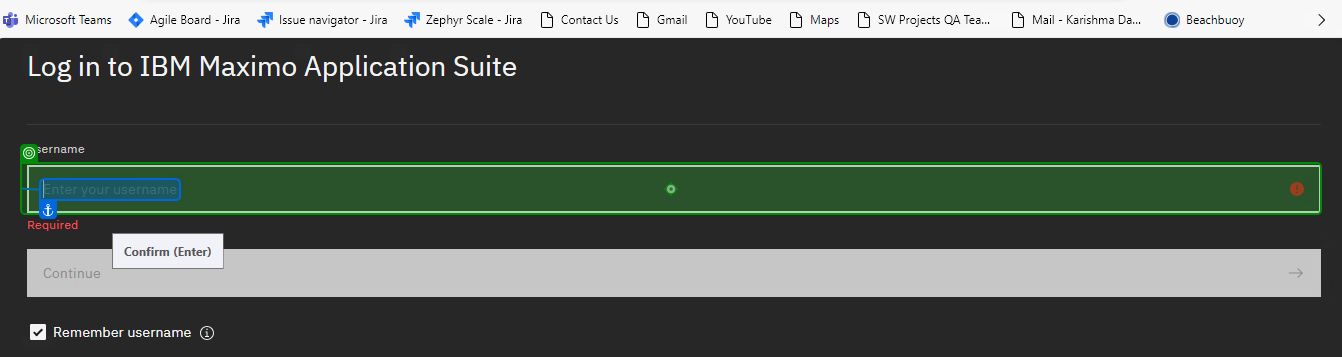 Microsoft Teams Agile Board - Jira Issue navigator - Jira Zephyr Scale - Jira Contact Us Gmail YouTube Maps SW Projects QA Tea... Mail - Karishma Da... Beachbuoy
Log in to IBM Maximo Application Suite
sername
Enter your username
Required
Confirm (Enter)
Continue
Remember username